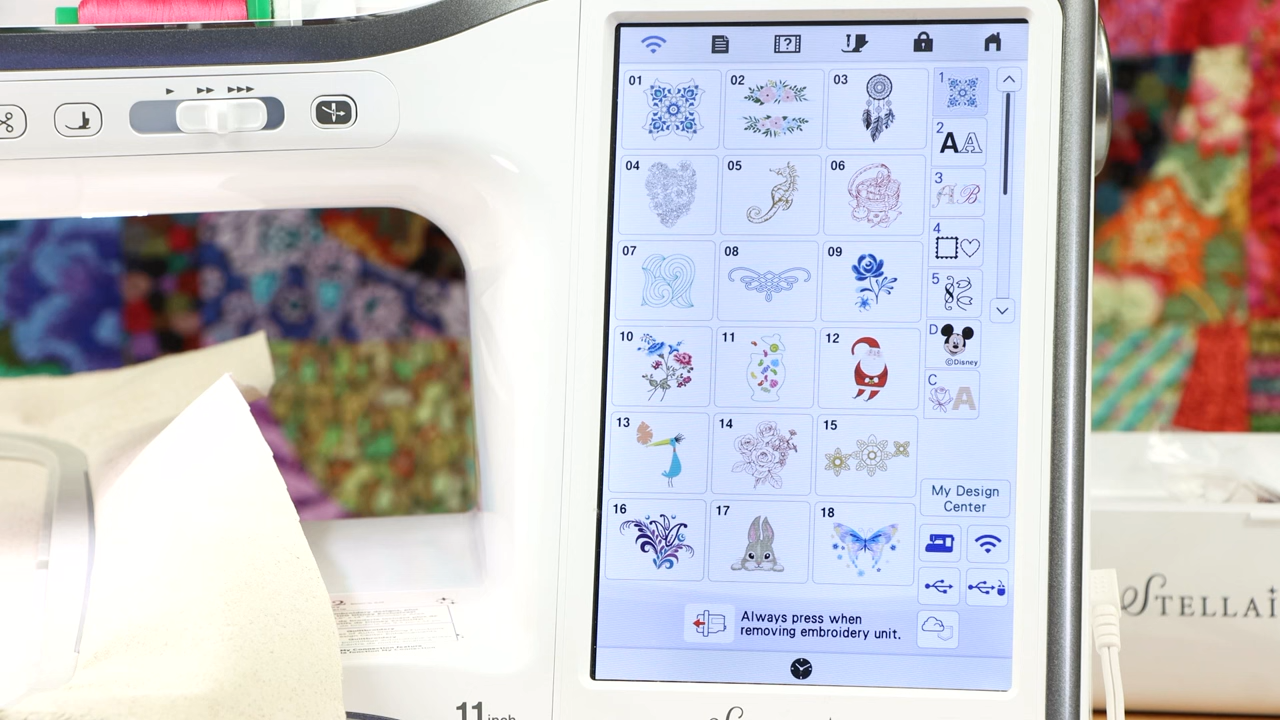 01
02
03
1
2
AA
3
AB
04
05
06
4
07
08
09
5
10
11
12
D
©Disney
C
A
13
14
15
My Design
Center
16
17
18
Always press when
removing embroidery unit.
11 inch